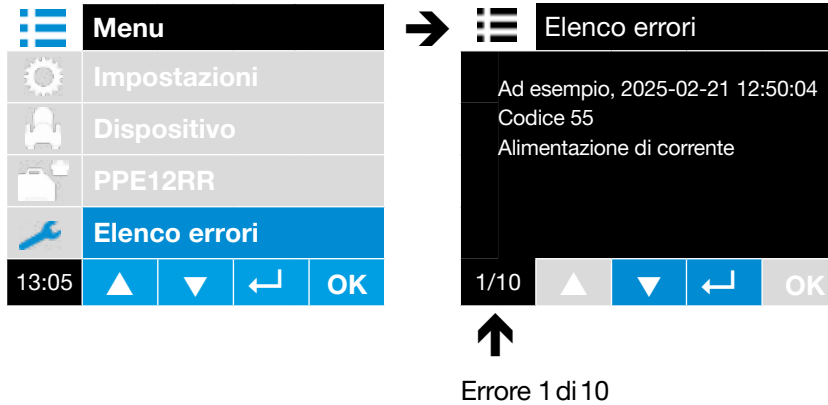 Menu
Impostazioni
Dispositivo
PPE12RR
Elenco errori
13:05
OK
Elenco errori
Ad esempio, 2025-02-21 12:50:04
Codice 55
Alimentazione di corrente
1/10
OK
Errore 1 di 10